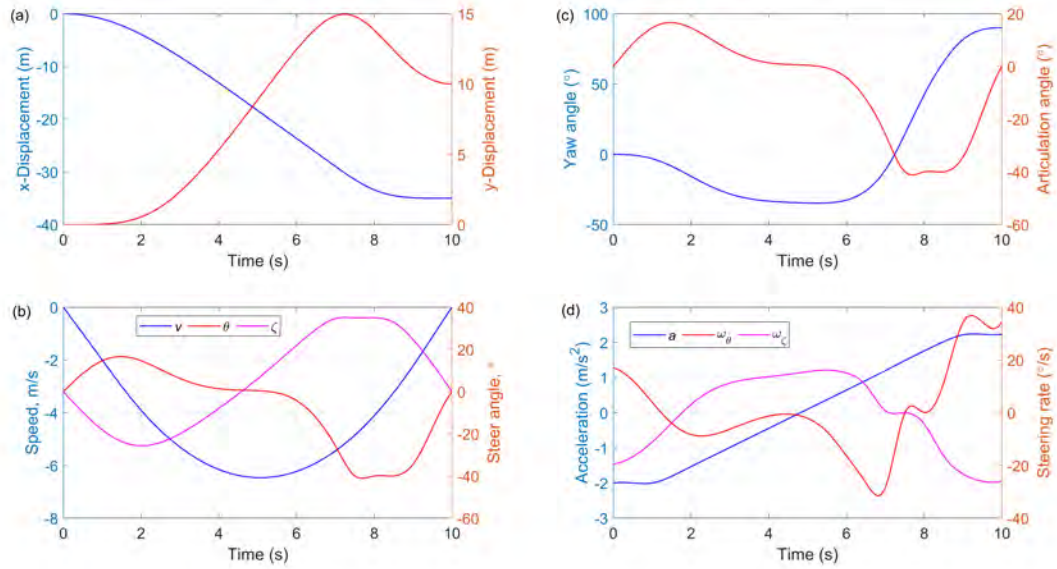 (a)
0
-10
-20
-30
-40
x-Displacement (m)
15
10
5
0
y-Displacement (m)
0 2 4 6 8 10
Time (s)
(c)
100
50
0
-50
Yaw angle (°)
20
0
-20
-40
-60
Articulation angle (°)
0 2 4 6 8 10
Time (s)
(b)
v θ ζ
0
-2
-4
-6
-8
Speed, m/s
40
20
0
-20
-40
-60
Steer angle, °
0 2 4 6 8 10
Time (s)
(d)
a ω_θ ω_ζ
3
2
1
0
-1
-2
-3
Acceleration (m/s²)
40
20
0
-20
-40
Steering rate (°/s)
0 2 4 6 8 10
Time (s)